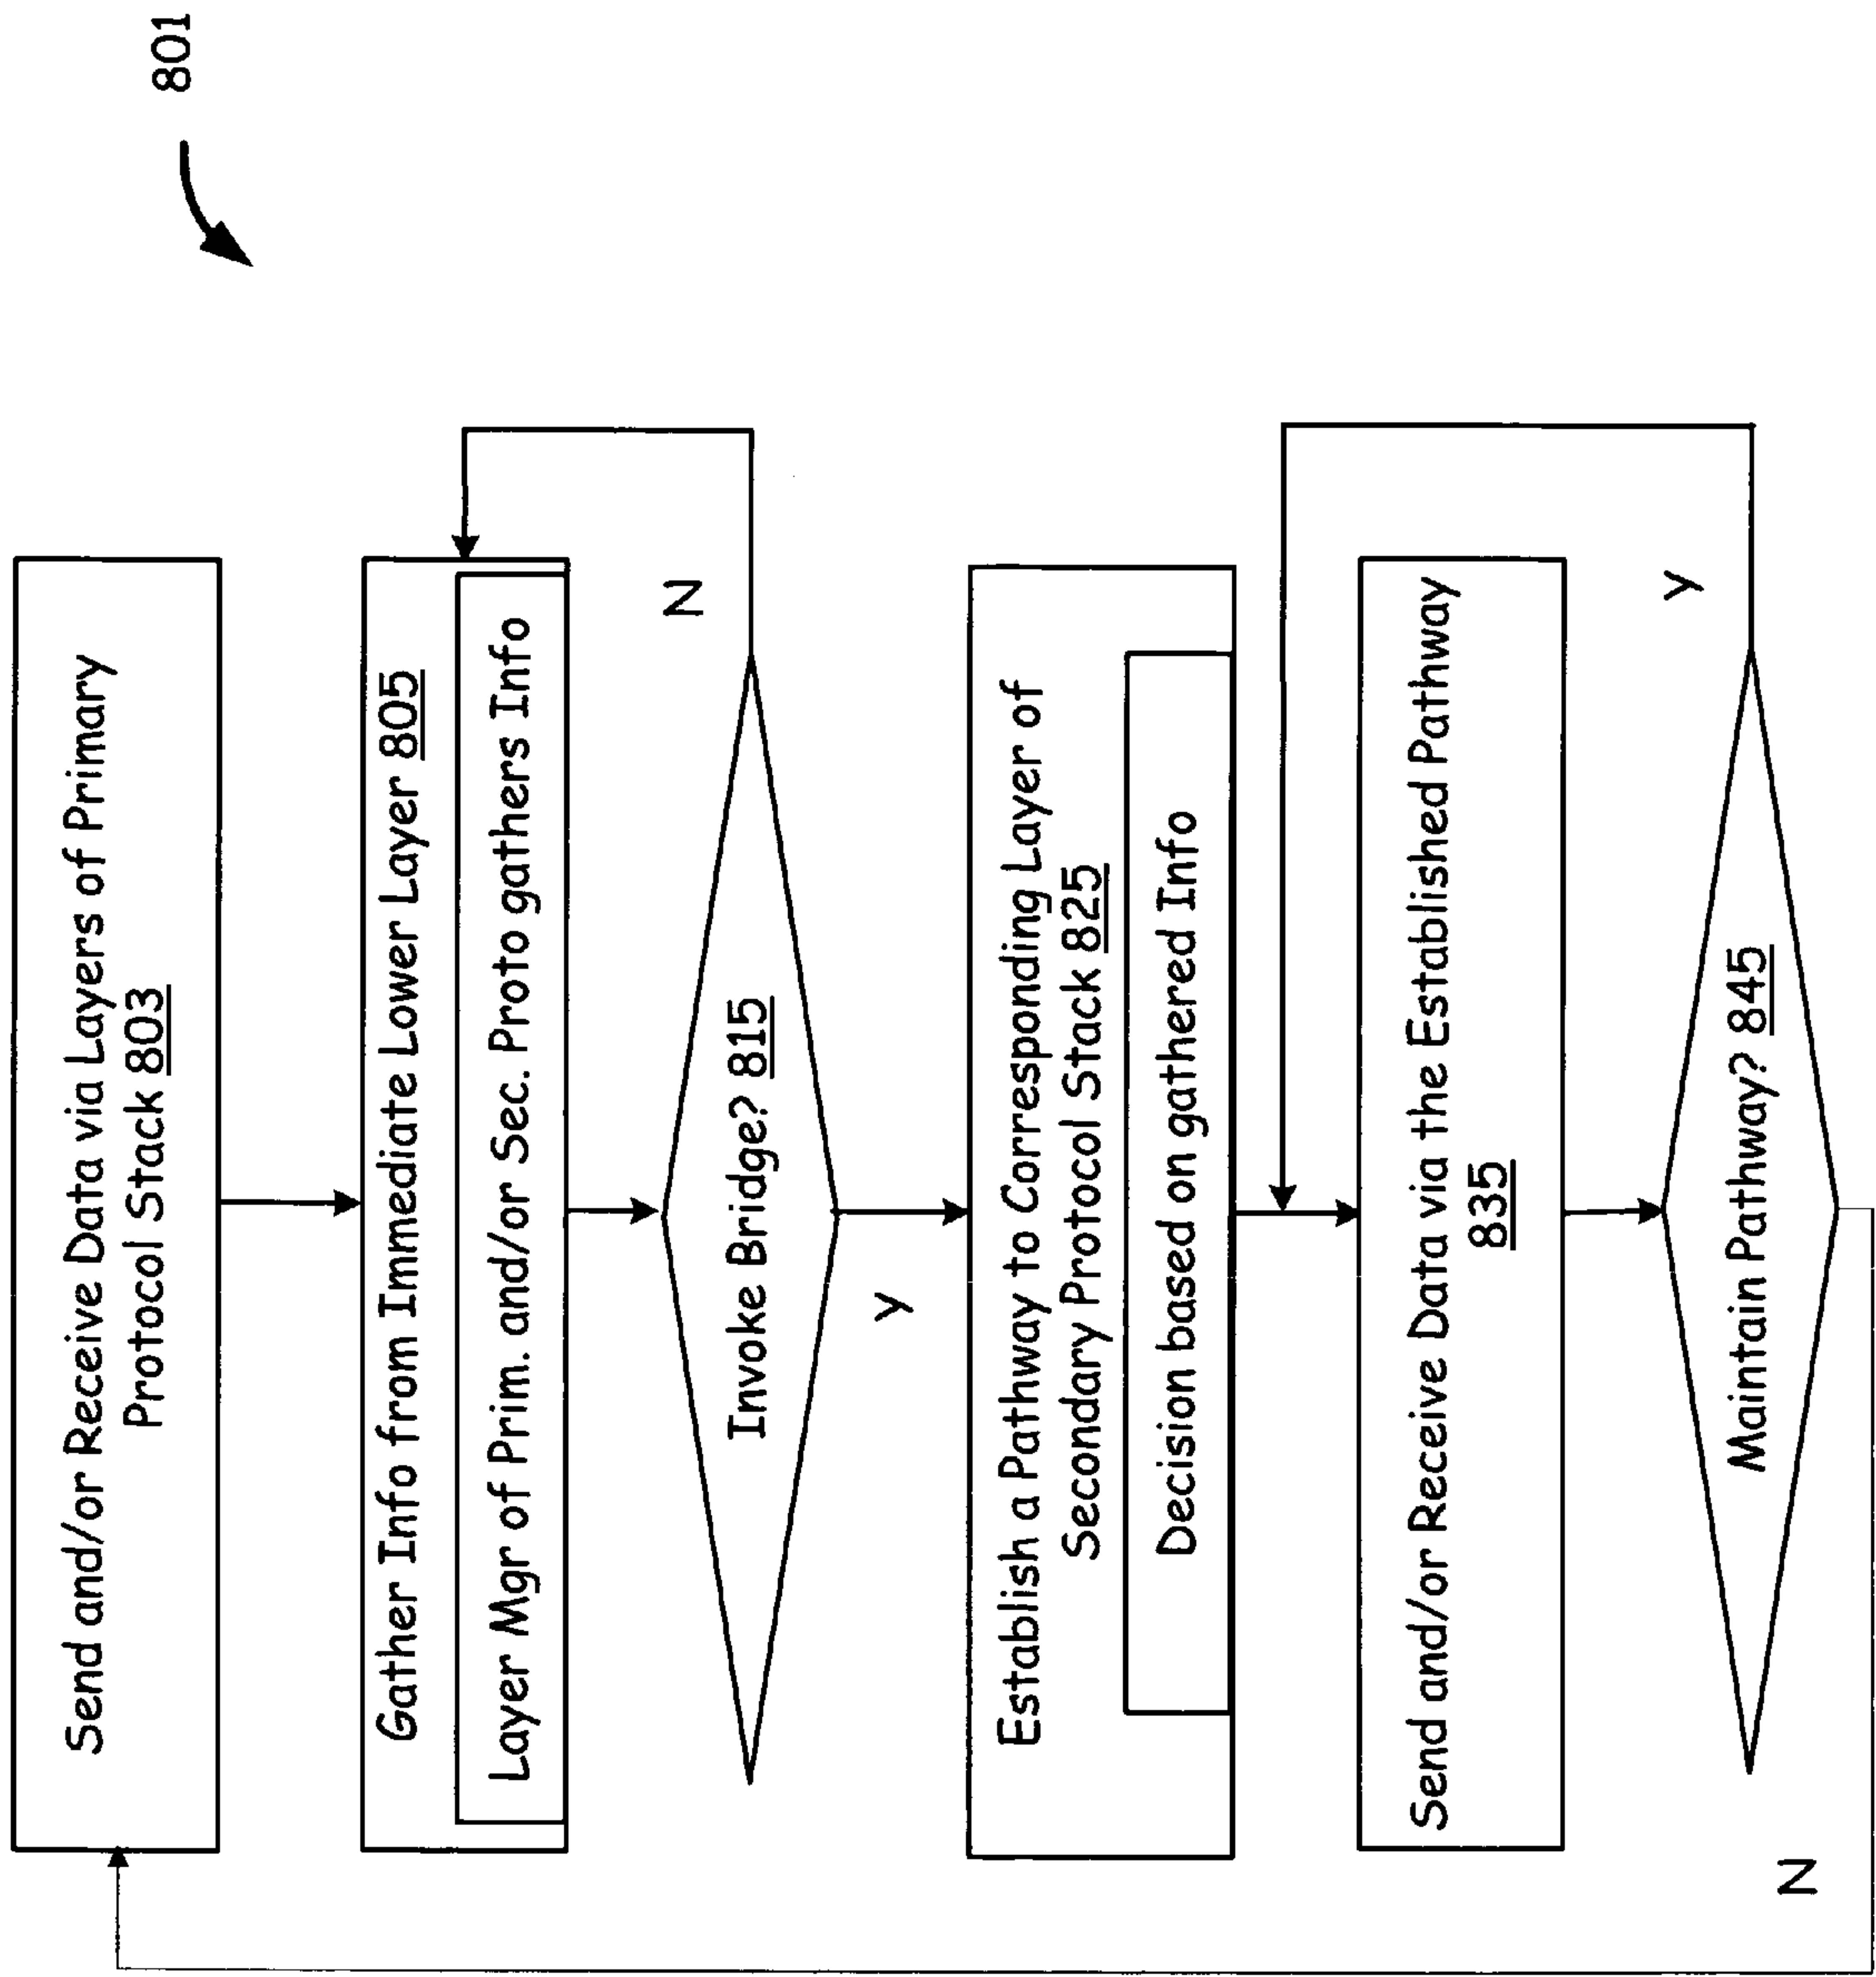 801
Send and/or Receive Data via Layers of Primary
Protocol Stack 803
Gather Info from Immediate Lower Layer 805
Layer Mgr of Prim. and/or Sec. Proto gathers Info
N
Invoke Bridge? 815
Y
Establish a Pathway to Corresponding Layer of
Secondary Protocol Stack 825
Decision based on gathered Info
Send and/or Receive Data via the Established Pathway
835
Y
Maintain Pathway? 845
N